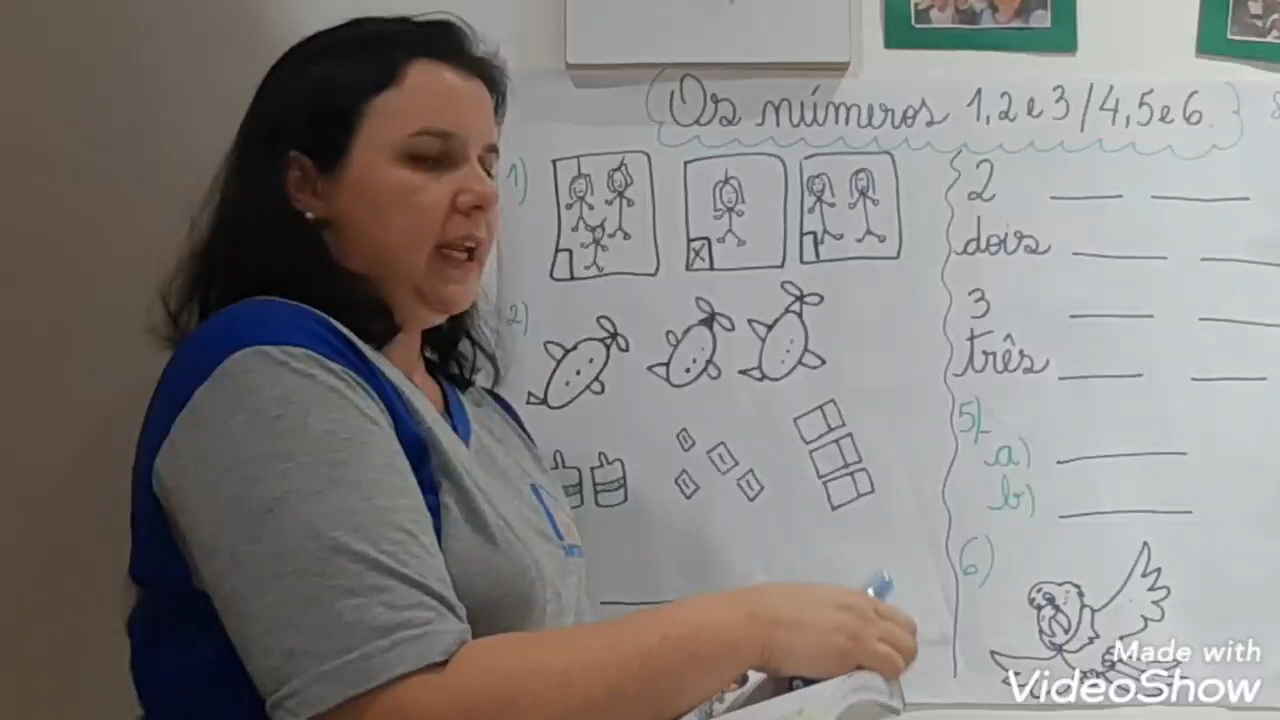 Os números 1,2 e 3 / 4,5 e 6.
1)
X
2)
2
dois
3
três
5)
a)
b)
6)
Made with
VideoShow